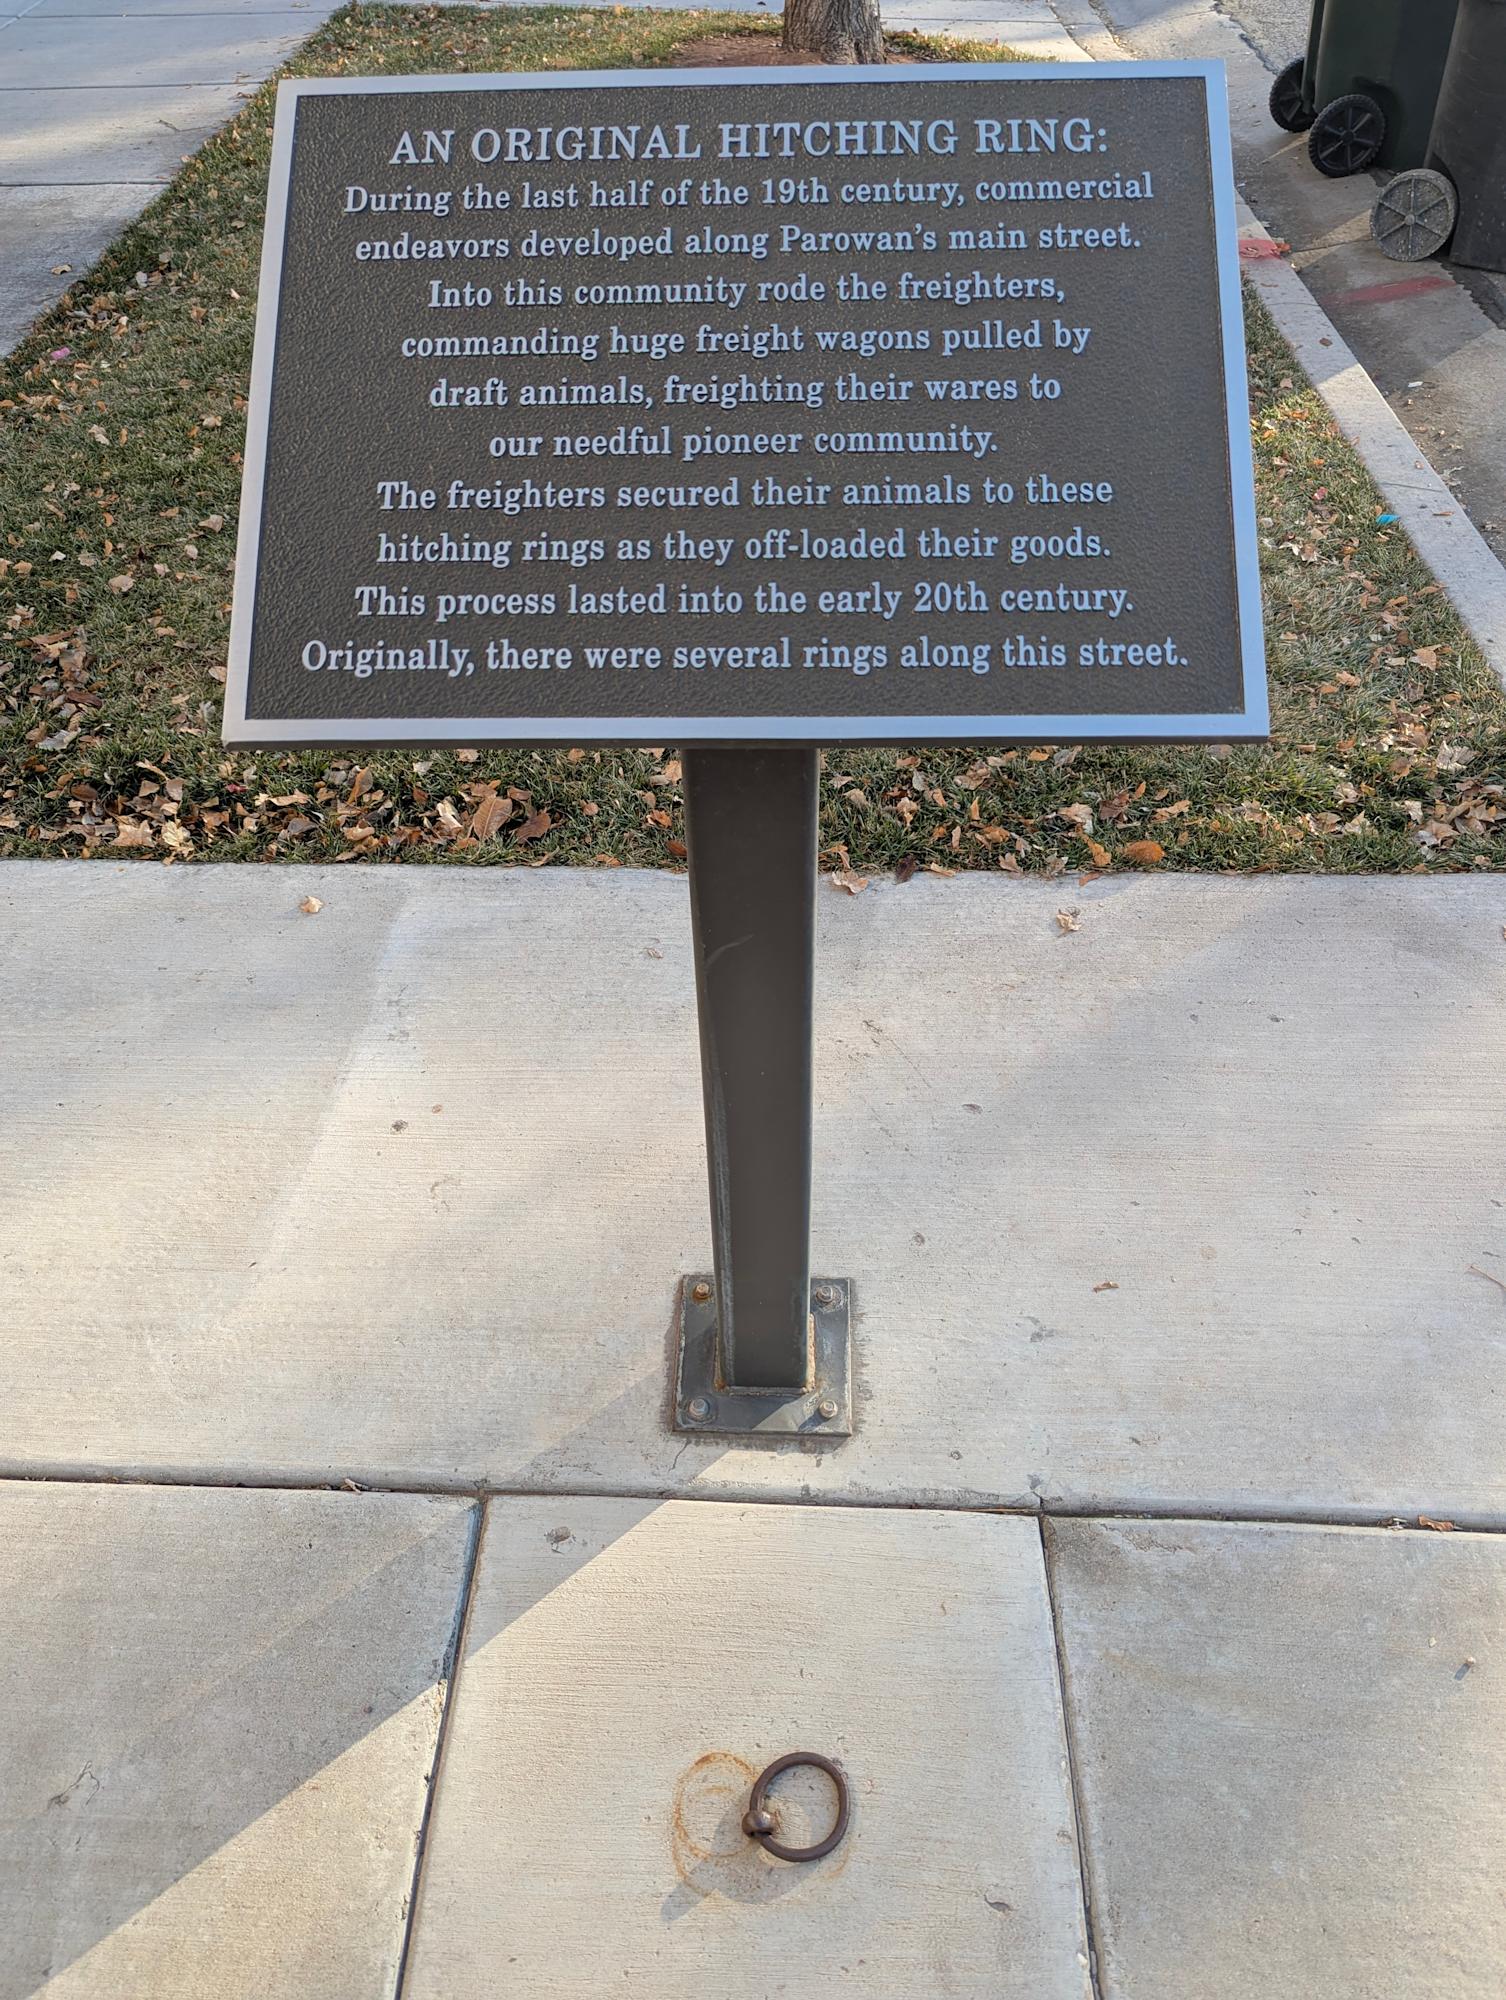 AN ORIGINAL HITCHING RING:
During the last half of the 19th century, commercial
endeavors developed along Parowan's main street.
Into this community rode the freighters,
commanding huge freight wagons pulled by
draft animals, freighting their wares to
our needful pioneer community.
The freighters secured their animals to these
hitching rings as they off-loaded their goods.
This process lasted into the early 20th century.
Originally, there were several rings along this street.